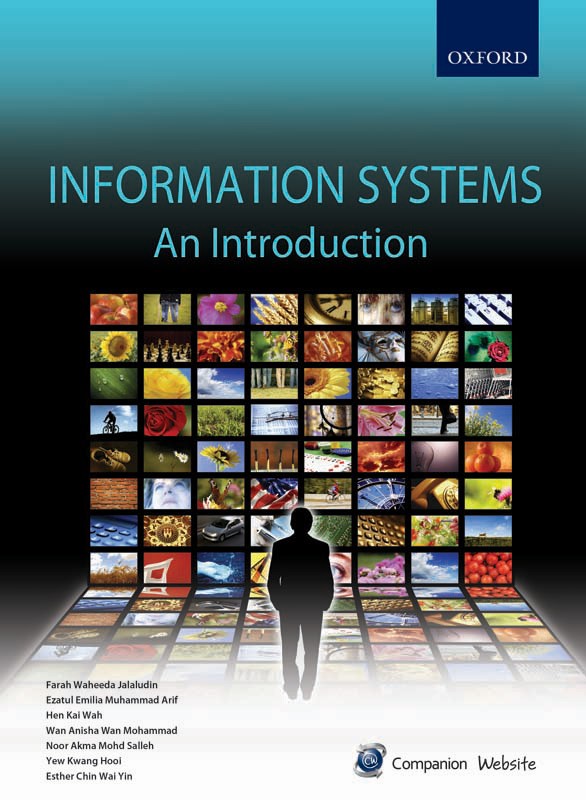 OXFORD
INFORMATION SYSTEMS
An Introduction
Farah Waheeda Jalaludin
Ezatul Emilia Muhammad Arif
Hen Kai Wah
Wan Anisha Wan Mohammad
Noor Akma Mohd Salleh
Yew Kwang Hooi
Esther Chin Wai Yin
CW
Companion Website